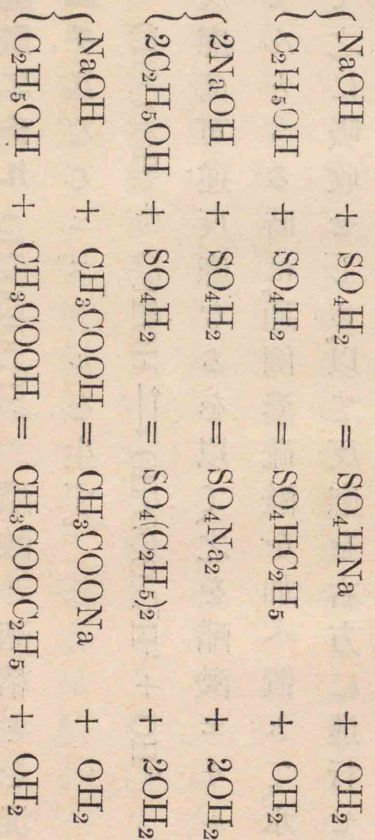 NaOH + SO₄H₂ = SO₄HNa + OH₂
C₂H₅OH + SO₄H₂ = SO₄HC₂H₅ + OH₂
2NaOH + SO₄H₂ = SO₄Na₂ + 2OH₂
2C₂H₅OH + SO₄H₂ = SO₄(C₂H₅)₂ + 2OH₂
NaOH + CH₃COOH = CH₃COONa + OH₂
C₂H₅OH + CH₃COOH = CH₃COOC₂H₅ + OH₂